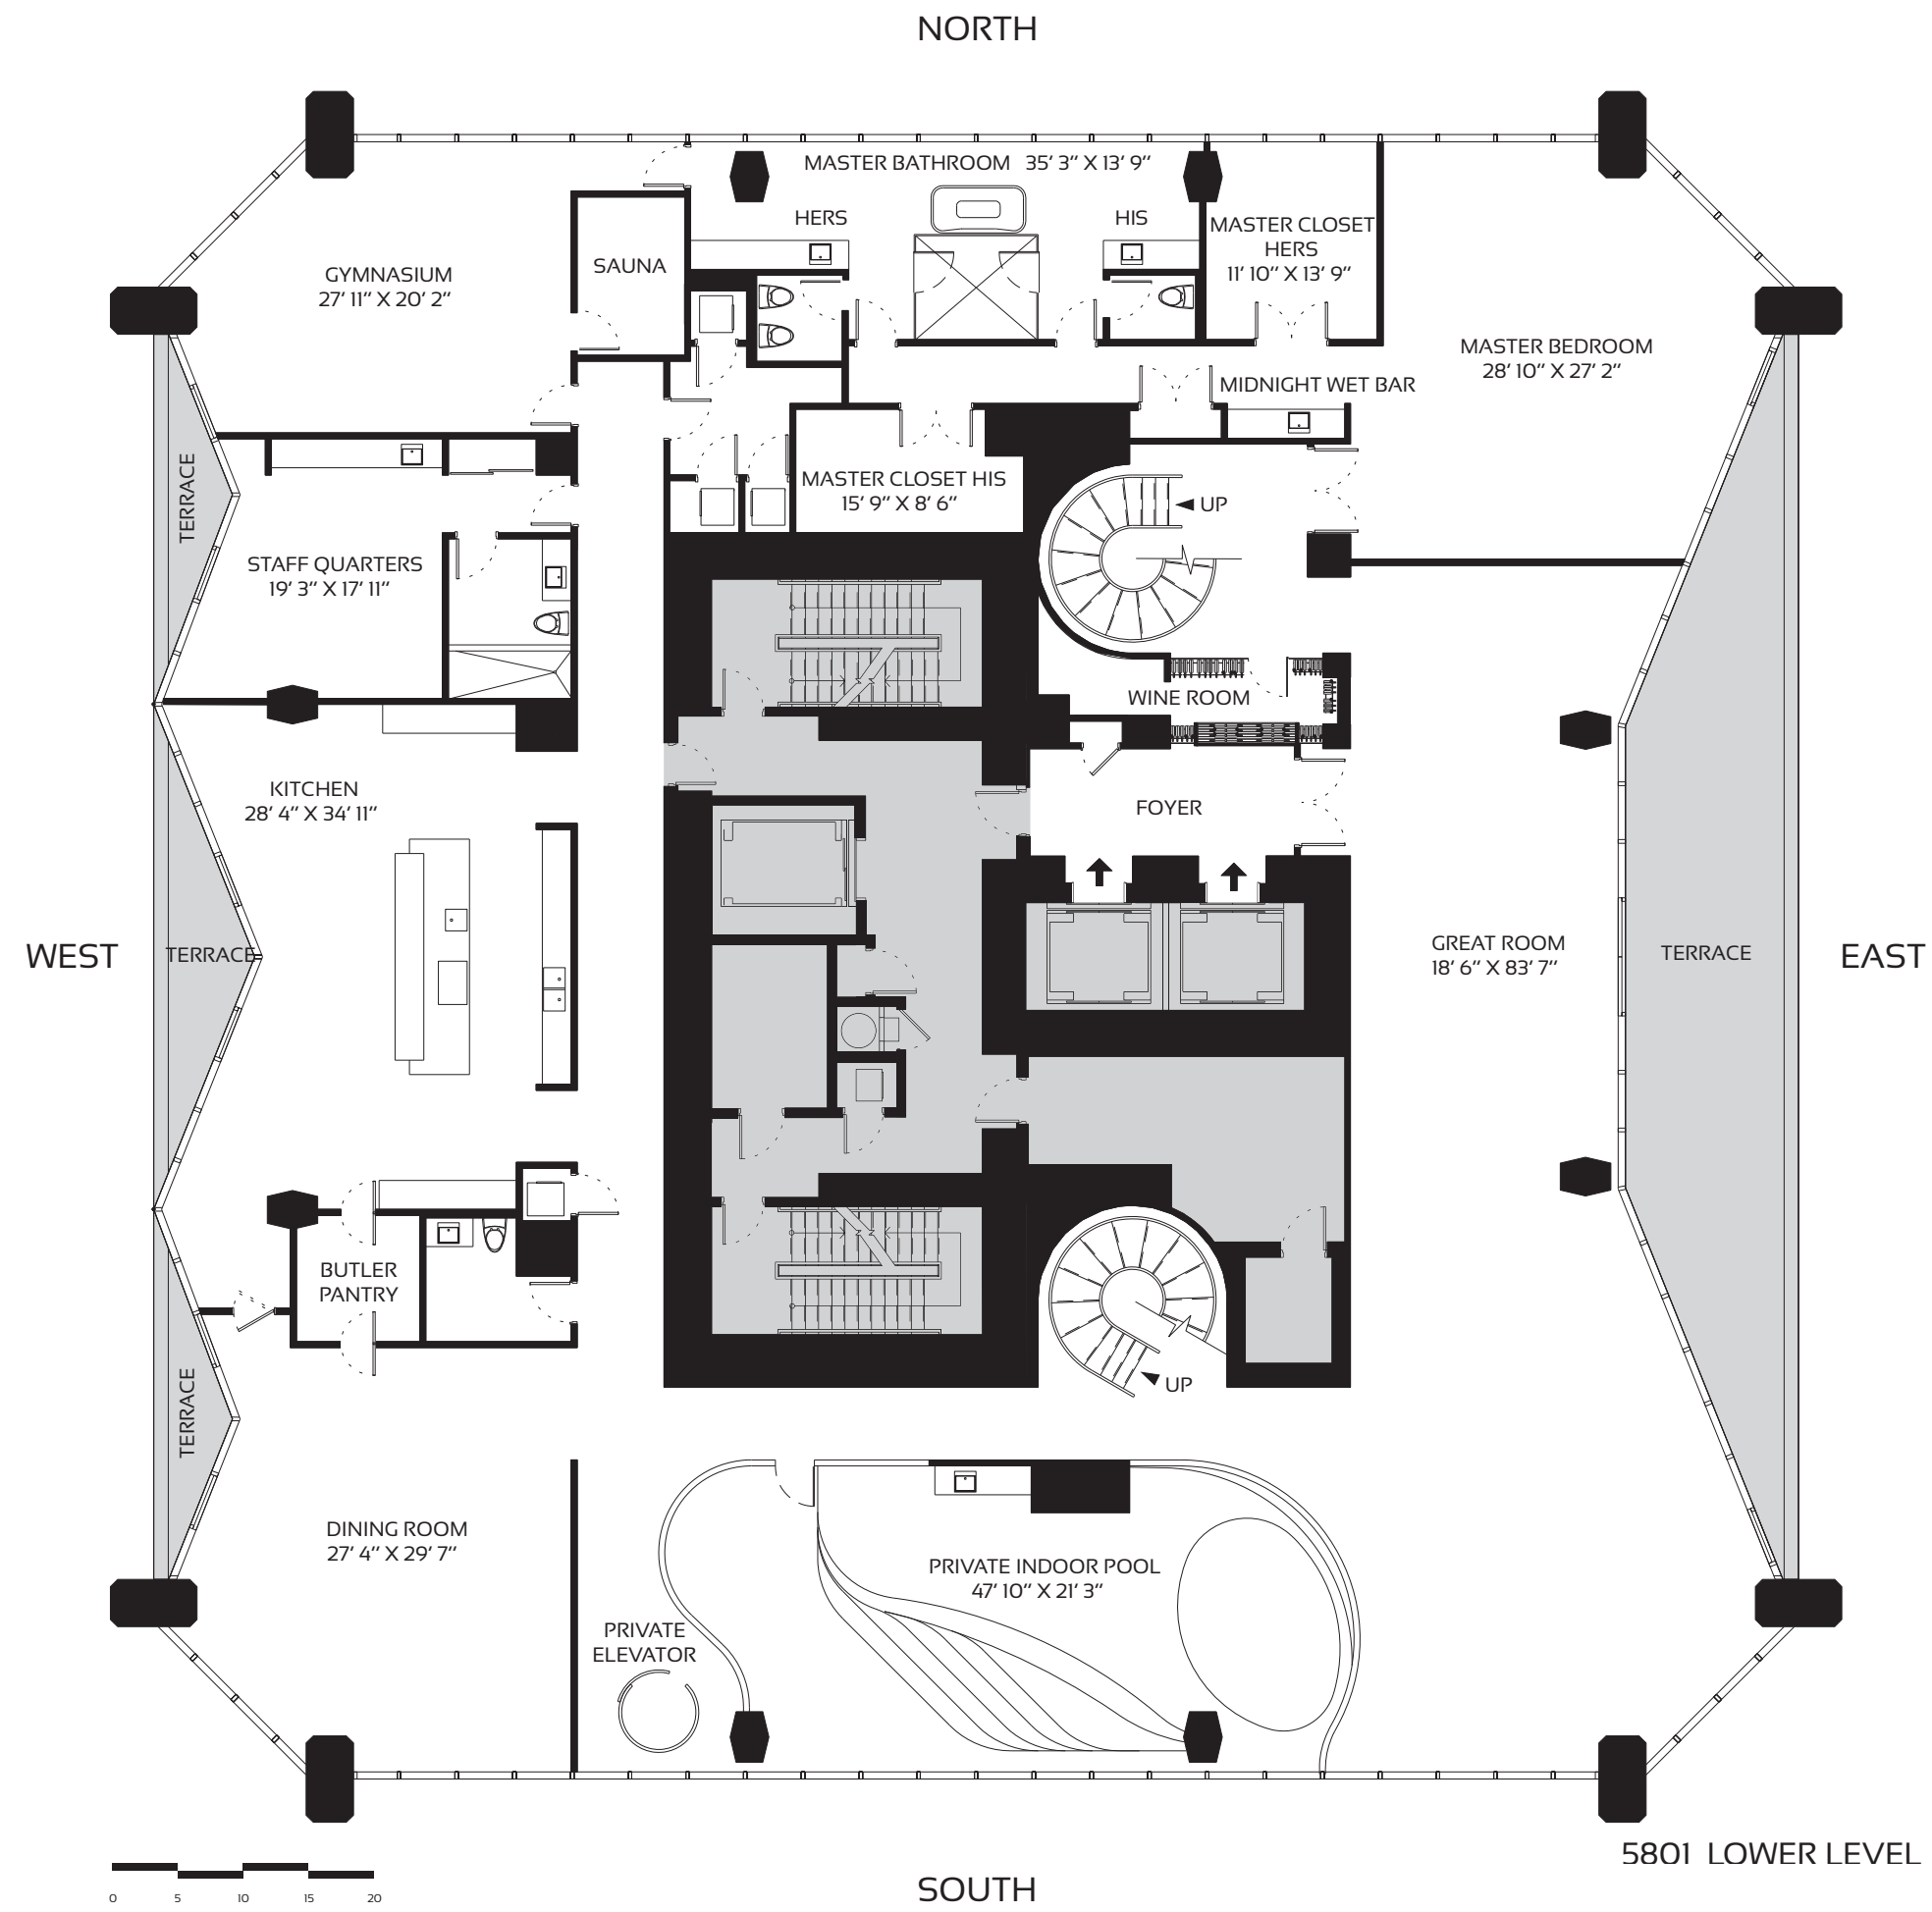 NORTH
MASTER BATHROOM 35’ 3” X 13’ 9”
HERS
HIS
MASTER CLOSET
HERS
11’ 10” X 13’ 9”
SAUNA
GYMNASIUM
27’ 11” X 20’ 2”
MASTER BEDROOM
28’ 10” X 27’ 2”
MIDNIGHT WET BAR
TERRACE
MASTER CLOSET HIS
15’ 9” X 8’ 6”
UP
STAFF QUARTERS
19’ 3” X 17’ 11”
WINE ROOM
KITCHEN
28’ 4” X 34’ 11”
FOYER
WEST
TERRACE
GREAT ROOM
18’ 6” X 83’ 7”
TERRACE
EAST
BUTLER
PANTRY
TERRACE
UP
DINING ROOM
27’ 4” X 29’ 7”
PRIVATE INDOOR POOL
47’ 10” X 21’ 3”
PRIVATE
ELEVATOR
5801 LOWER LEVEL
0 5 10 15 20
SOUTH